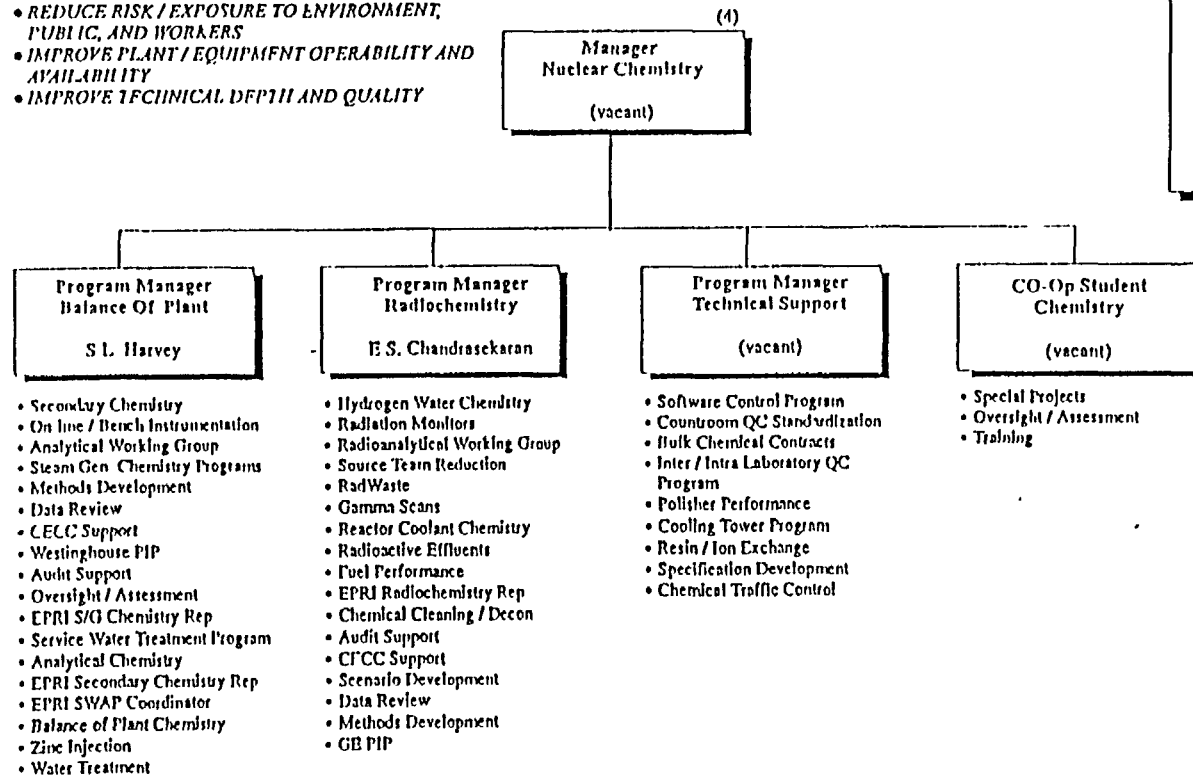 • REDUCE RISK / EXPOSURE TO ENVIRONMENT,
PUBLIC, AND WORKERS
• IMPROVE PLANT / EQUIPMENT OPERABILITY AND
AVAILABILITY
• IMPROVE TECHNICAL DEPTH AND QUALITY
(4)
Manager
Nuclear Chemistry
(vacant)
Program Manager
Balance Of Plant
S L. Harvey
• Secondary Chemistry
• On line / Bench Instrumentation
• Analytical Working Group
• Steam Gen Chemistry Programs
• Methods Development
• Data Review
• CECC Support
• Westinghouse PIP
• Audit Support
• Oversight / Assessment
• EPRI S/G Chemistry Rep
• Service Water Treatment Program
• Analytical Chemistry
• EPRI Secondary Chemistry Rep
• EPRI SWAP Coordinator
• Balance of Plant Chemistry
• Zinc Injection
• Water Treatment
Program Manager
Radiochemistry
E S. Chandrasekaran
• Hydrogen Water Chemistry
• Radiation Monitors
• Radioanalytical Working Group
• Source Team Reduction
• RadWaste
• Gamma Scans
• Reactor Coolant Chemistry
• Radioactive Effluents
• Fuel Performance
• EPRI Radiochemistry Rep
• Chemical Cleaning / Decon
• Audit Support
• CECC Support
• Scenario Development
• Data Review
• Methods Development
• GE PIP
Program Manager
Technical Support
(vacant)
• Software Control Program
• Countroom QC Standardization
• Bulk Chemical Contracts
• Inter / Intra Laboratory QC
Program
• Polisher Performance
• Cooling Tower Program
• Resin / Ion Exchange
• Specification Development
• Chemical Traffic Control
CO-Op Student
Chemistry
(vacant)
• Special Projects
• Oversight / Assessment
• Training